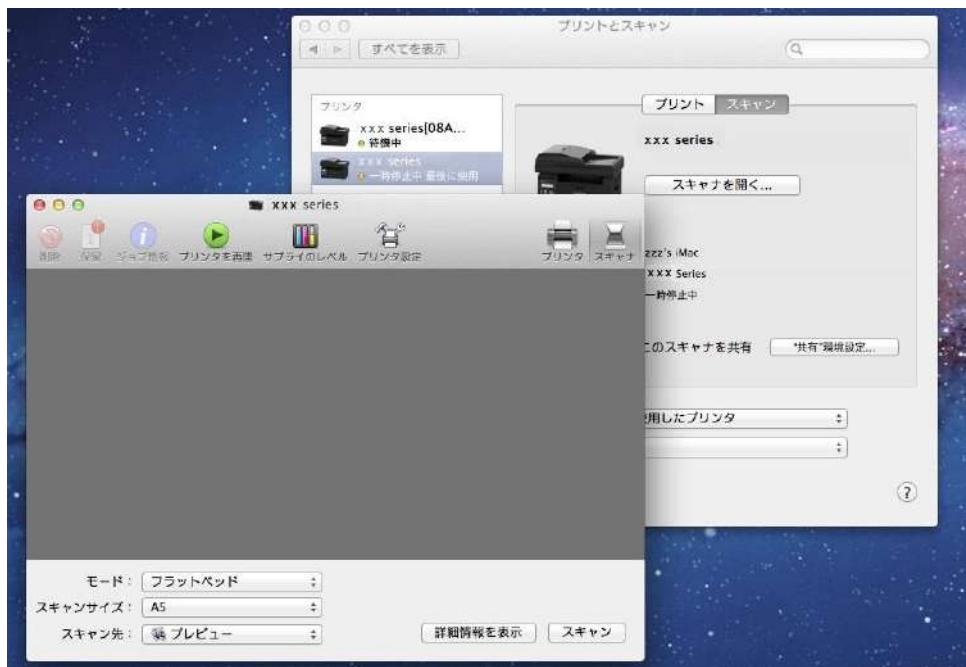 プリントとスキャン
すべてを表示
プリンタ
xxx series[08A...
待機中
xxx series
一時停止中 最後に使用
プリント スキャン
xxx series
スキャナを開く...
zzz's iMac
xxx Series
一時停止中
このスキャナを共有 "共有"環境設定...
使用したプリンタ
?
xxx series
削除 保留 ジョブ情報 プリンタを再開 サプライのレベル プリンタ設定 プリンタ スキャナ
モード: フラットベッド
スキャンサイズ: A5
スキャン先: プレビュー
詳細情報を表示 スキャン